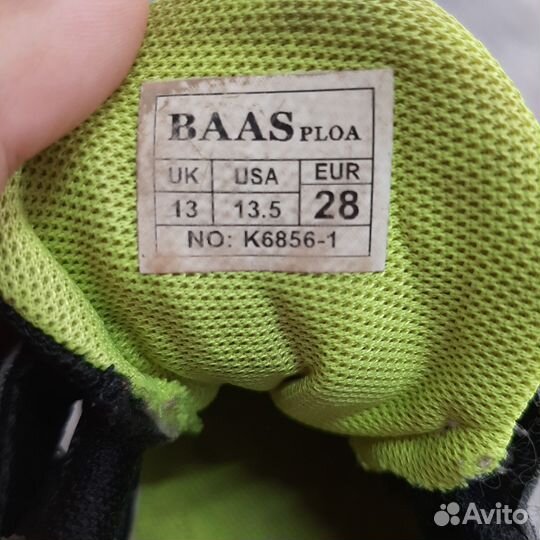 BAAS PLOA
UK USA EUR
13 13.5 28
NO: K6856-1
Avito